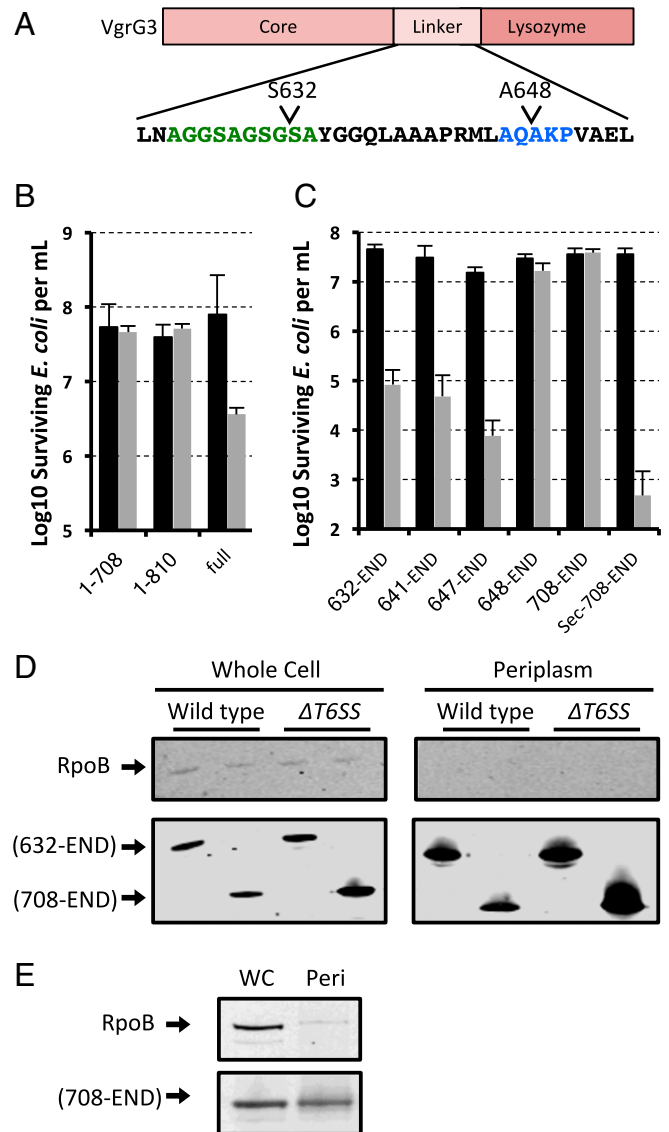 A
VgrG3 Core Linker Lysozyme
S632 A648
LNAGGSAGSGSAYGGQLAAAPRMLAQAKPVAEL
B
Log10 Surviving E. coli per mL
9
8
7
6
5
1-708 1-810 full
C
Log10 Surviving E. coli per mL
8
7
6
5
4
3
2
632-END 641-END 647-END 648-END 708-END Sec-708-END
D
Whole Cell Periplasm
Wild type ΔT6SS Wild type ΔT6SS
RpoB
(632-END)
(708-END)
E
WC Peri
RpoB
(708-END)